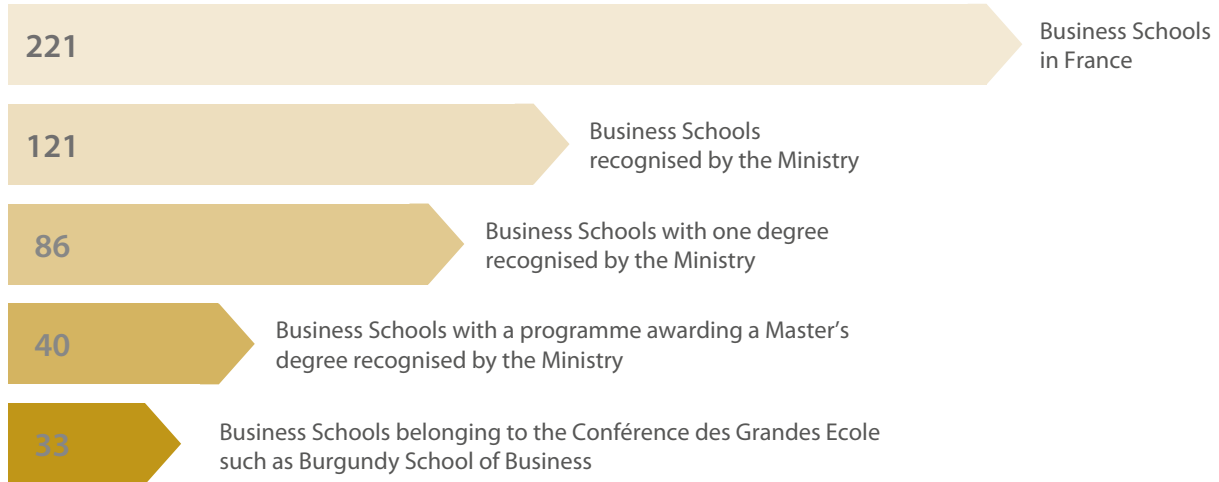 221
Business Schools
in France
121
Business Schools
recognised by the Ministry
86
Business Schools with one degree
recognised by the Ministry
40
Business Schools with a programme awarding a Master's
degree recognised by the Ministry
33
Business Schools belonging to the Conférence des Grandes Ecole
such as Burgundy School of Business